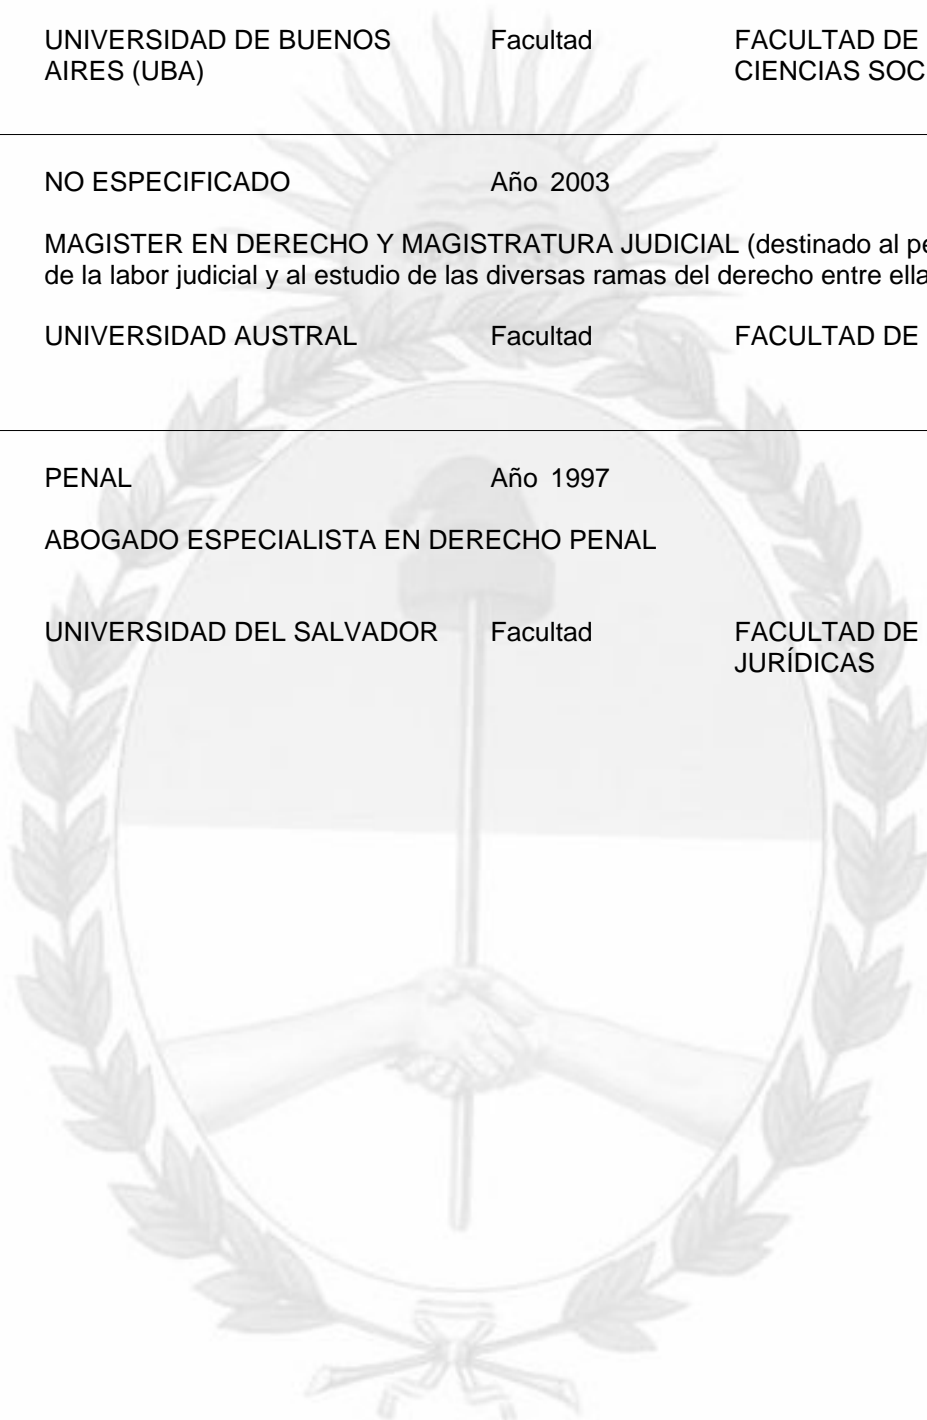 UNIVERSIDAD DE BUENOS Facultad FACULTAD DE
AIRES (UBA) CIENCIAS SOC
NO ESPECIFICADO Año 2003
MAGISTER EN DERECHO Y MAGISTRATURA JUDICIAL (destinado al pe
de la labor judicial y al estudio de las diversas ramas del derecho entre ella
UNIVERSIDAD AUSTRAL Facultad FACULTAD DE
PENAL Año 1997
ABOGADO ESPECIALISTA EN DERECHO PENAL
UNIVERSIDAD DEL SALVADOR Facultad FACULTAD DE
JURÍDICAS